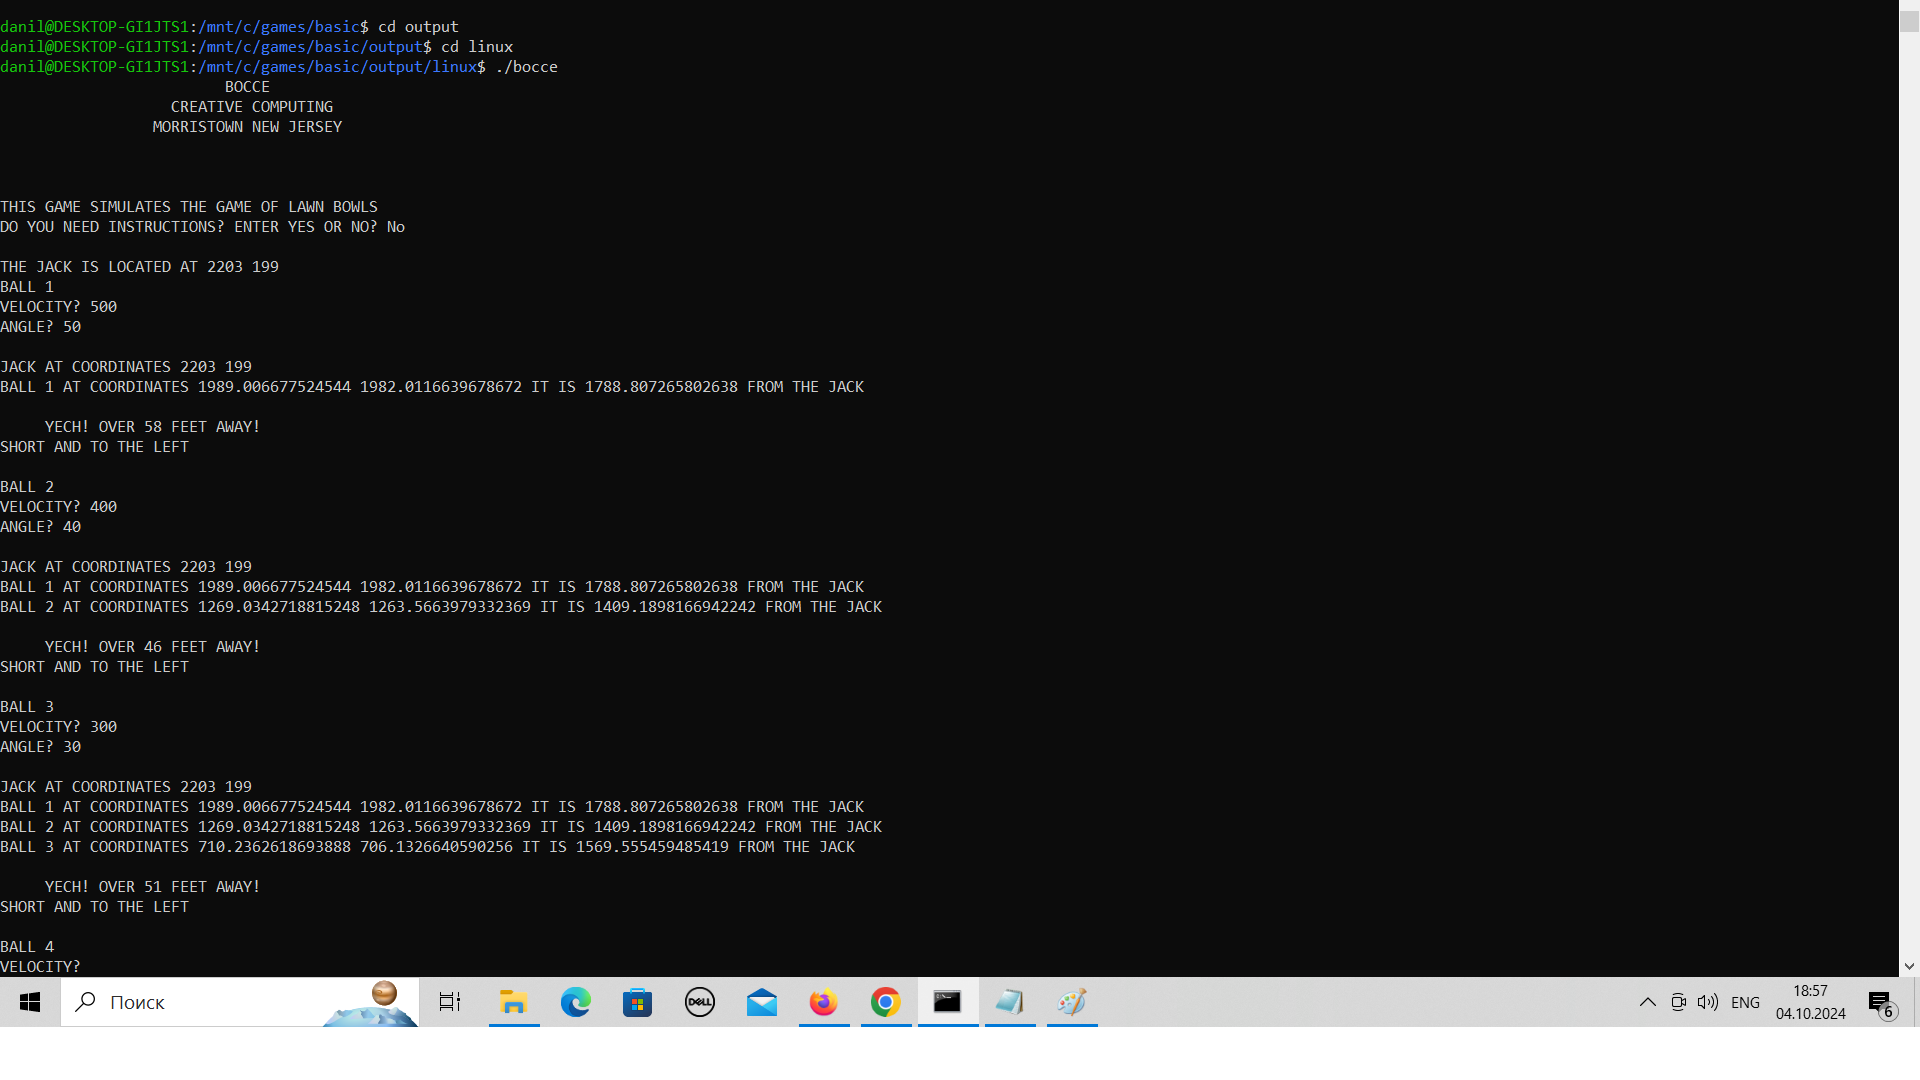 danil@DESKTOP-GI1JTS1:/mnt/c/games/basic$ cd output
danil@DESKTOP-GI1JTS1:/mnt/c/games/basic/output$ cd linux
danil@DESKTOP-GI1JTS1:/mnt/c/games/basic/output/linux$ ./bocce
BOCCE
CREATIVE COMPUTING
MORRISTOWN NEW JERSEY
THIS GAME SIMULATES THE GAME OF LAWN BOWLS
DO YOU NEED INSTRUCTIONS? ENTER YES OR NO? No
THE JACK IS LOCATED AT 2203 199
BALL 1
VELOCITY? 500
ANGLE? 50
JACK AT COORDINATES 2203 199
BALL 1 AT COORDINATES 1989.006677524544 1982.0116639678672 IT IS 1788.807265802638 FROM THE JACK
YECH! OVER 58 FEET AWAY!
SHORT AND TO THE LEFT
BALL 2
VELOCITY? 400
ANGLE? 40
JACK AT COORDINATES 2203 199
BALL 1 AT COORDINATES 1989.006677524544 1982.0116639678672 IT IS 1788.807265802638 FROM THE JACK
BALL 2 AT COORDINATES 1269.0342718815248 1263.5663979332369 IT IS 1409.1898166942242 FROM THE JACK
YECH! OVER 46 FEET AWAY!
SHORT AND TO THE LEFT
BALL 3
VELOCITY? 300
ANGLE? 30
JACK AT COORDINATES 2203 199
BALL 1 AT COORDINATES 1989.006677524544 1982.0116639678672 IT IS 1788.807265802638 FROM THE JACK
BALL 2 AT COORDINATES 1269.0342718815248 1263.5663979332369 IT IS 1409.1898166942242 FROM THE JACK
BALL 3 AT COORDINATES 710.2362618693888 706.1326640590256 IT IS 1569.555459485419 FROM THE JACK
YECH! OVER 51 FEET AWAY!
SHORT AND TO THE LEFT
BALL 4
VELOCITY?
Поиск
DELL
ENG
18:57
04.10.2024
6